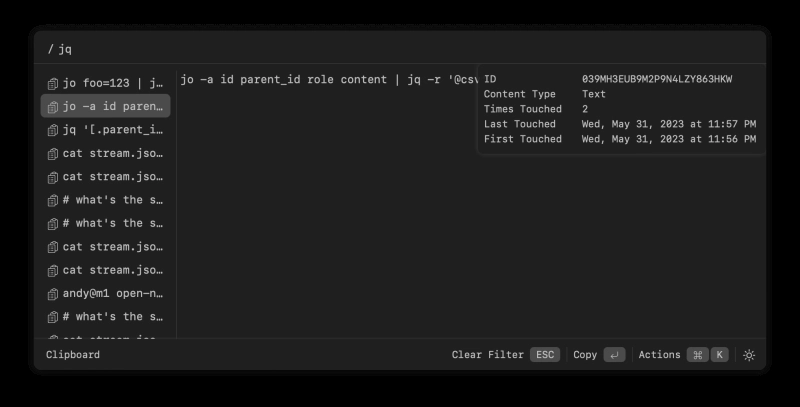 / jq
jo foo=123 | j…
jo -a id paren…
jq '[.parent_i…
cat stream.jso…
cat stream.jso…
# what's the s…
# what's the s…
cat stream.jso…
cat stream.jso…
andy@m1 open-n…
# what's the s…
cat stream.jso…
jo -a id parent_id role content | jq -r '@csv
ID 039MH3EUB9M2P9N4LZY863HKW
Content Type Text
Times Touched 2
Last Touched Wed, May 31, 2023 at 11:57 PM
First Touched Wed, May 31, 2023 at 11:56 PM
Clipboard
Clear Filter ESC Copy ↵ Actions ⌘ K